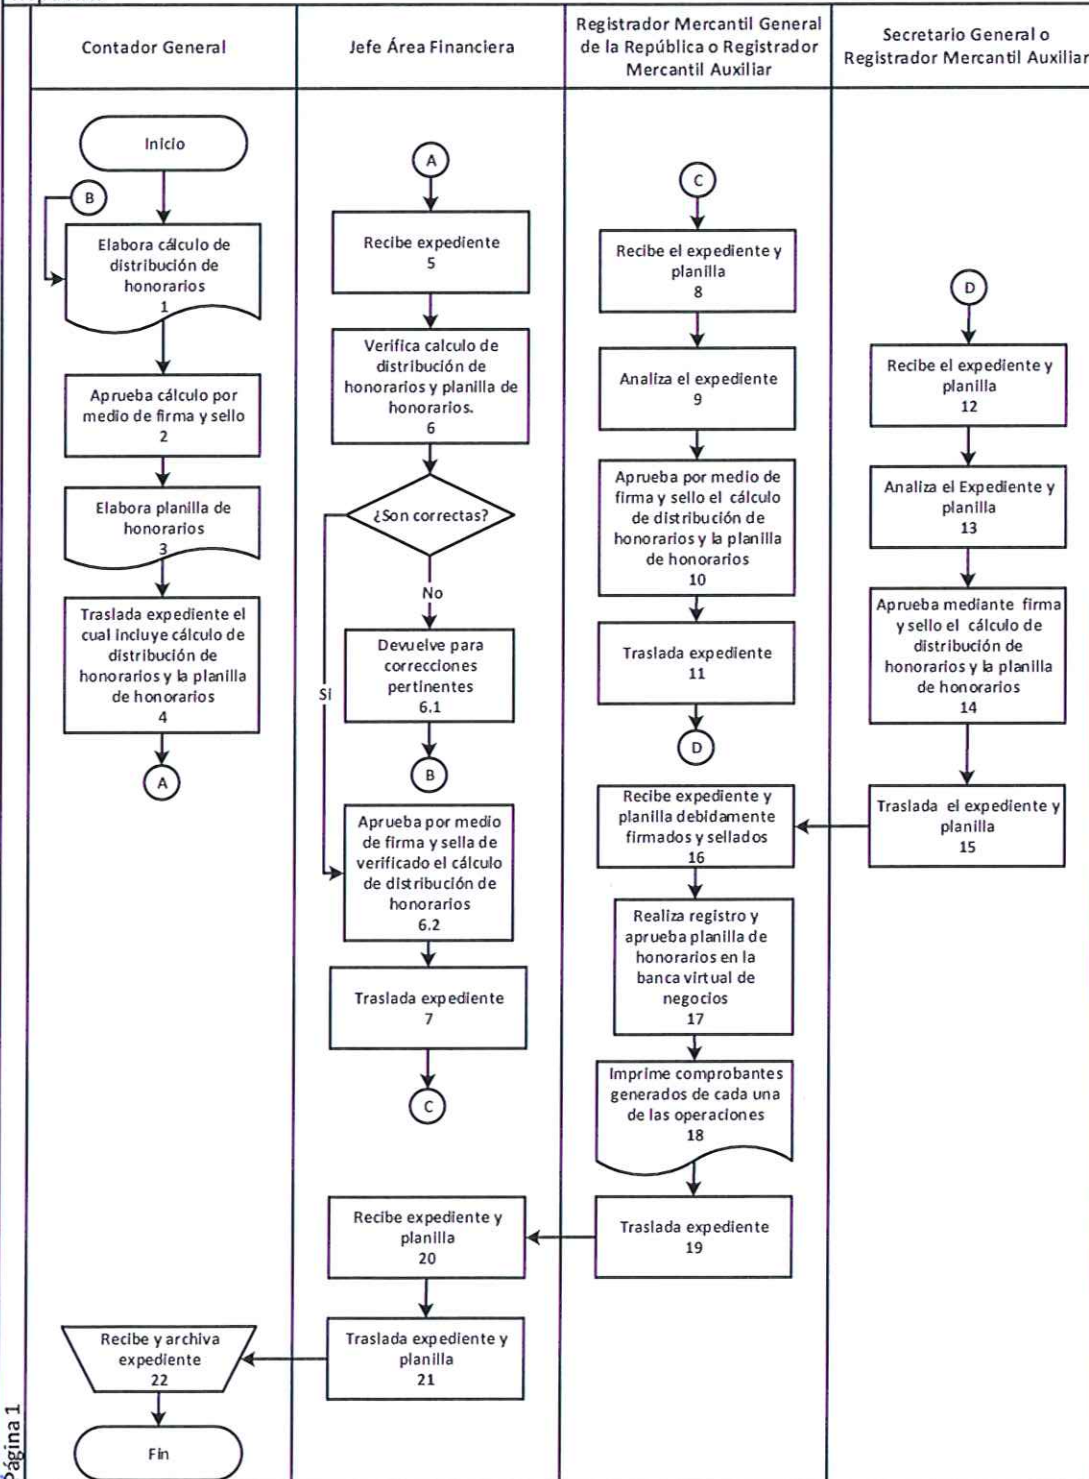 Contador General
Jefe Área Financiera
Registrador Mercantil General
de la República o Registrador
Mercantil Auxiliar
Secretario General o
Registrador Mercantil Auxiliar
Inicio
B
Elabora cálculo de
distribución de
honorarios
1
Aprueba cálculo por
medio de firma y sello
2
Elabora planilla de
honorarios
3
Traslada expediente el
cual incluye cálculo de
distribución de
honorarios y la planilla
de honorarios
4
A
A
Recibe expediente
5
Verifica calculo de
distribución de
honorarios y planilla de
honorarios.
6
¿Son correctas?
No
Si
Devuelve para
correcciones
pertinentes
6.1
B
Aprueba por medio
de firma y sella de
verificado el cálculo
de distribución de
honorarios
6.2
Traslada expediente
7
C
C
Recibe el expediente y
planilla
8
Analiza el expediente
9
Aprueba por medio de
firma y sello el cálculo
de distribución de
honorarios y la planilla
de honorarios
10
Traslada expediente
11
D
D
Recibe el expediente y
planilla
12
Analiza el Expediente y
planilla
13
Aprueba mediante firma
y sello el cálculo de
distribución de
honorarios y la planilla
de honorarios
14
Traslada el expediente y
planilla
15
Recibe expediente y
planilla debidamente
firmados y sellados
16
Realiza registro y
aprueba planilla de
honorarios en la
banca virtual de
negocios
17
Imprime comprobantes
generados de cada una
de las operaciones
18
Traslada expediente
19
Recibe expediente y
planilla
20
Traslada expediente y
planilla
21
Recibe y archiva
expediente
22
Fin
Página 1